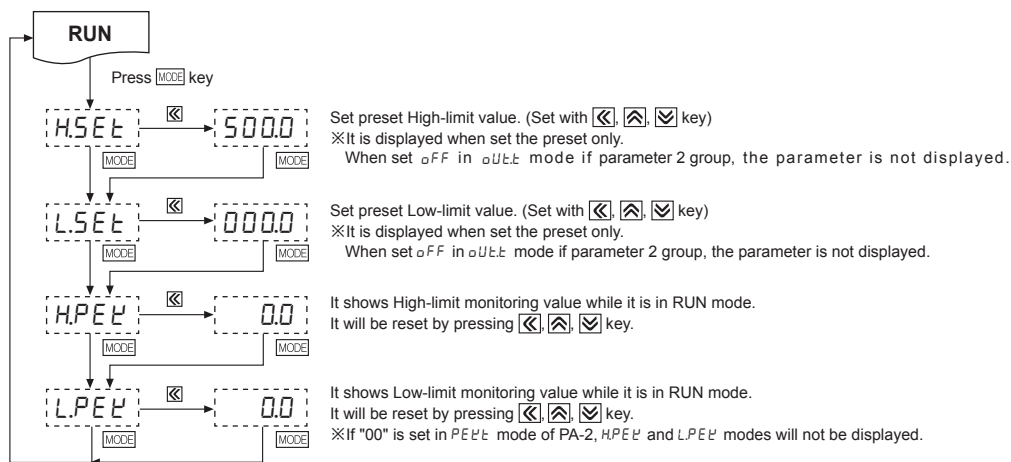 RUN
Press MODE key
H.SEt
500.0
Set preset High-limit value. (Set with «, ︽, ︾ key)
※It is displayed when set the preset only.
When set oFF in oUt.t mode if parameter 2 group, the parameter is not displayed.
MODE
MODE
L.SEt
000.0
Set preset Low-limit value. (Set with «, ︽, ︾ key)
※It is displayed when set the preset only.
When set oFF in oUt.t mode if parameter 2 group, the parameter is not displayed.
MODE
MODE
H.PEK
0.0
It shows High-limit monitoring value while it is in RUN mode.
It will be reset by pressing «, ︽, ︾ key.
MODE
MODE
L.PEK
0.0
It shows Low-limit monitoring value while it is in RUN mode.
It will be reset by pressing «, ︽, ︾ key.
※If "00" is set in PEKt mode of PA-2, H.PEK and L.PEK modes will not be displayed.
MODE
MODE